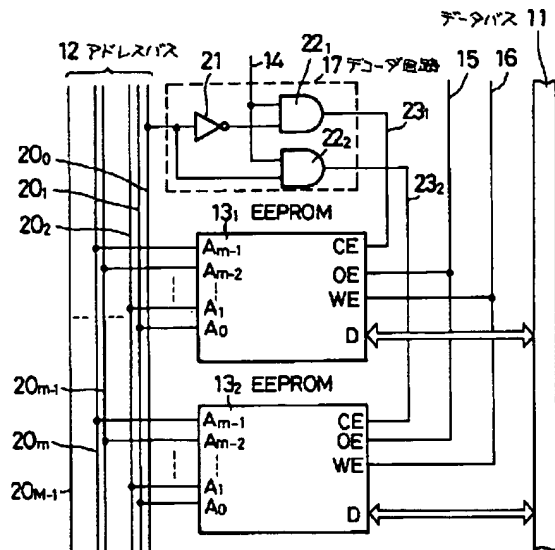 データバス 11
12 アドレスバス
14
22₁
17 デコーダ回路
15
16
21
23₁
22₂
23₂
20₀
20₁
20₂
13₁ EEPROM
Am-1
Am-2
A₁
A₀
CE
OE
WE
D
20m-1
20m
20M-1
13₂ EEPROM
Am-1
Am-2
A₁
A₀
CE
OE
WE
D